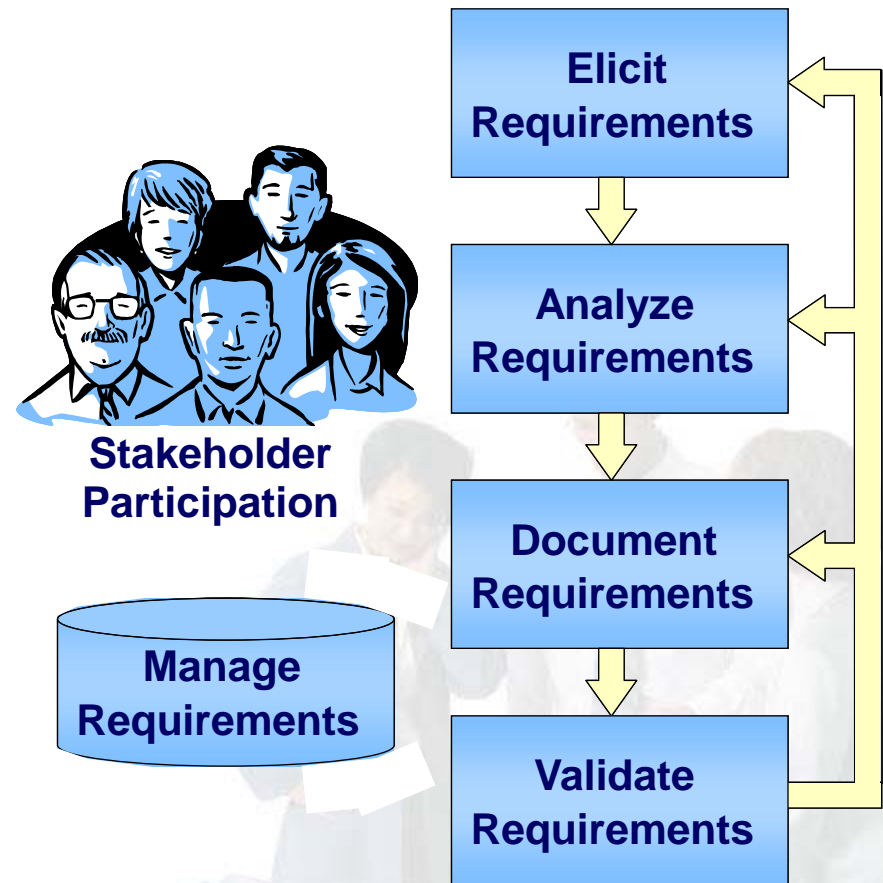 Elicit
Requirements
Analyze
Requirements
Stakeholder
Participation
Document
Requirements
Manage
Requirements
Validate
Requirements